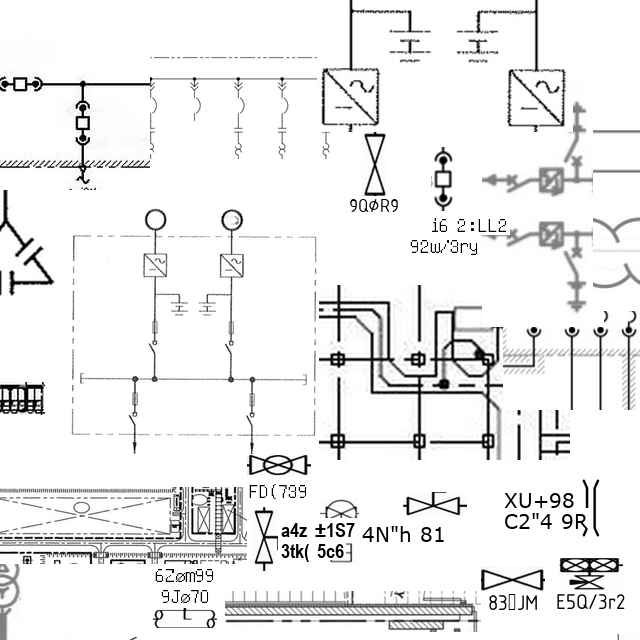 9QØR9
i6 2:LL2
92w/3ry
FD(739
XU+98
C2"4 9R
a4z ±1S7
3tk( 5c6
4N"h 81
6Zøm99
9Jø70
83▯JM
E5Q/3r2